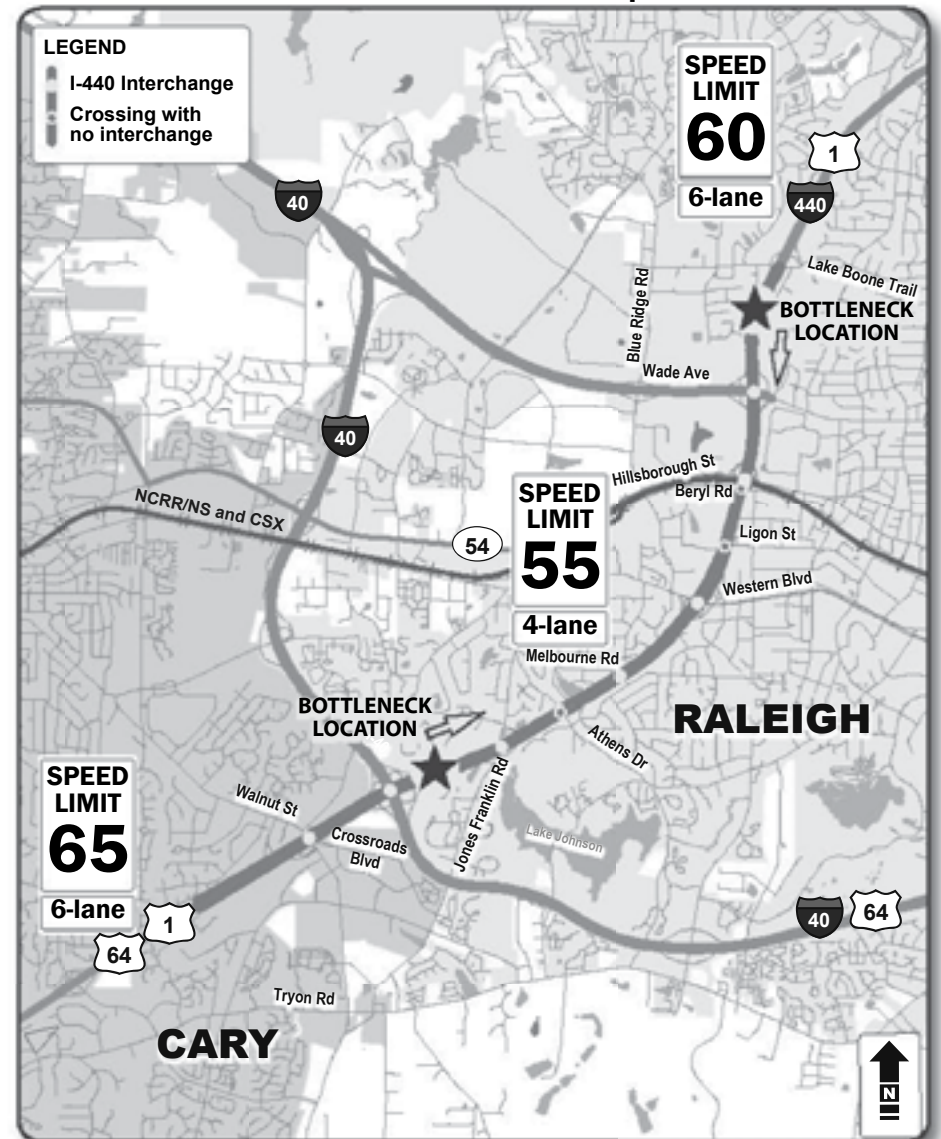 LEGEND
I-440 Interchange
Crossing with
no interchange
SPEED
LIMIT
60
6-lane
1
440
40
Lake Boone Trail
BOTTLENECK
LOCATION
Blue Ridge Rd
Wade Ave
40
Hillsborough St
Beryl Rd
NCRR/NS and CSX
54
SPEED
LIMIT
55
4-lane
Ligon St
Western Blvd
Melbourne Rd
BOTTLENECK
LOCATION
RALEIGH
Athens Dr
Jones Franklin Rd
SPEED
LIMIT
65
6-lane
Walnut St
Crossroads
Blvd
Lake Johnson
1
64
40
64
Tryon Rd
CARY
N